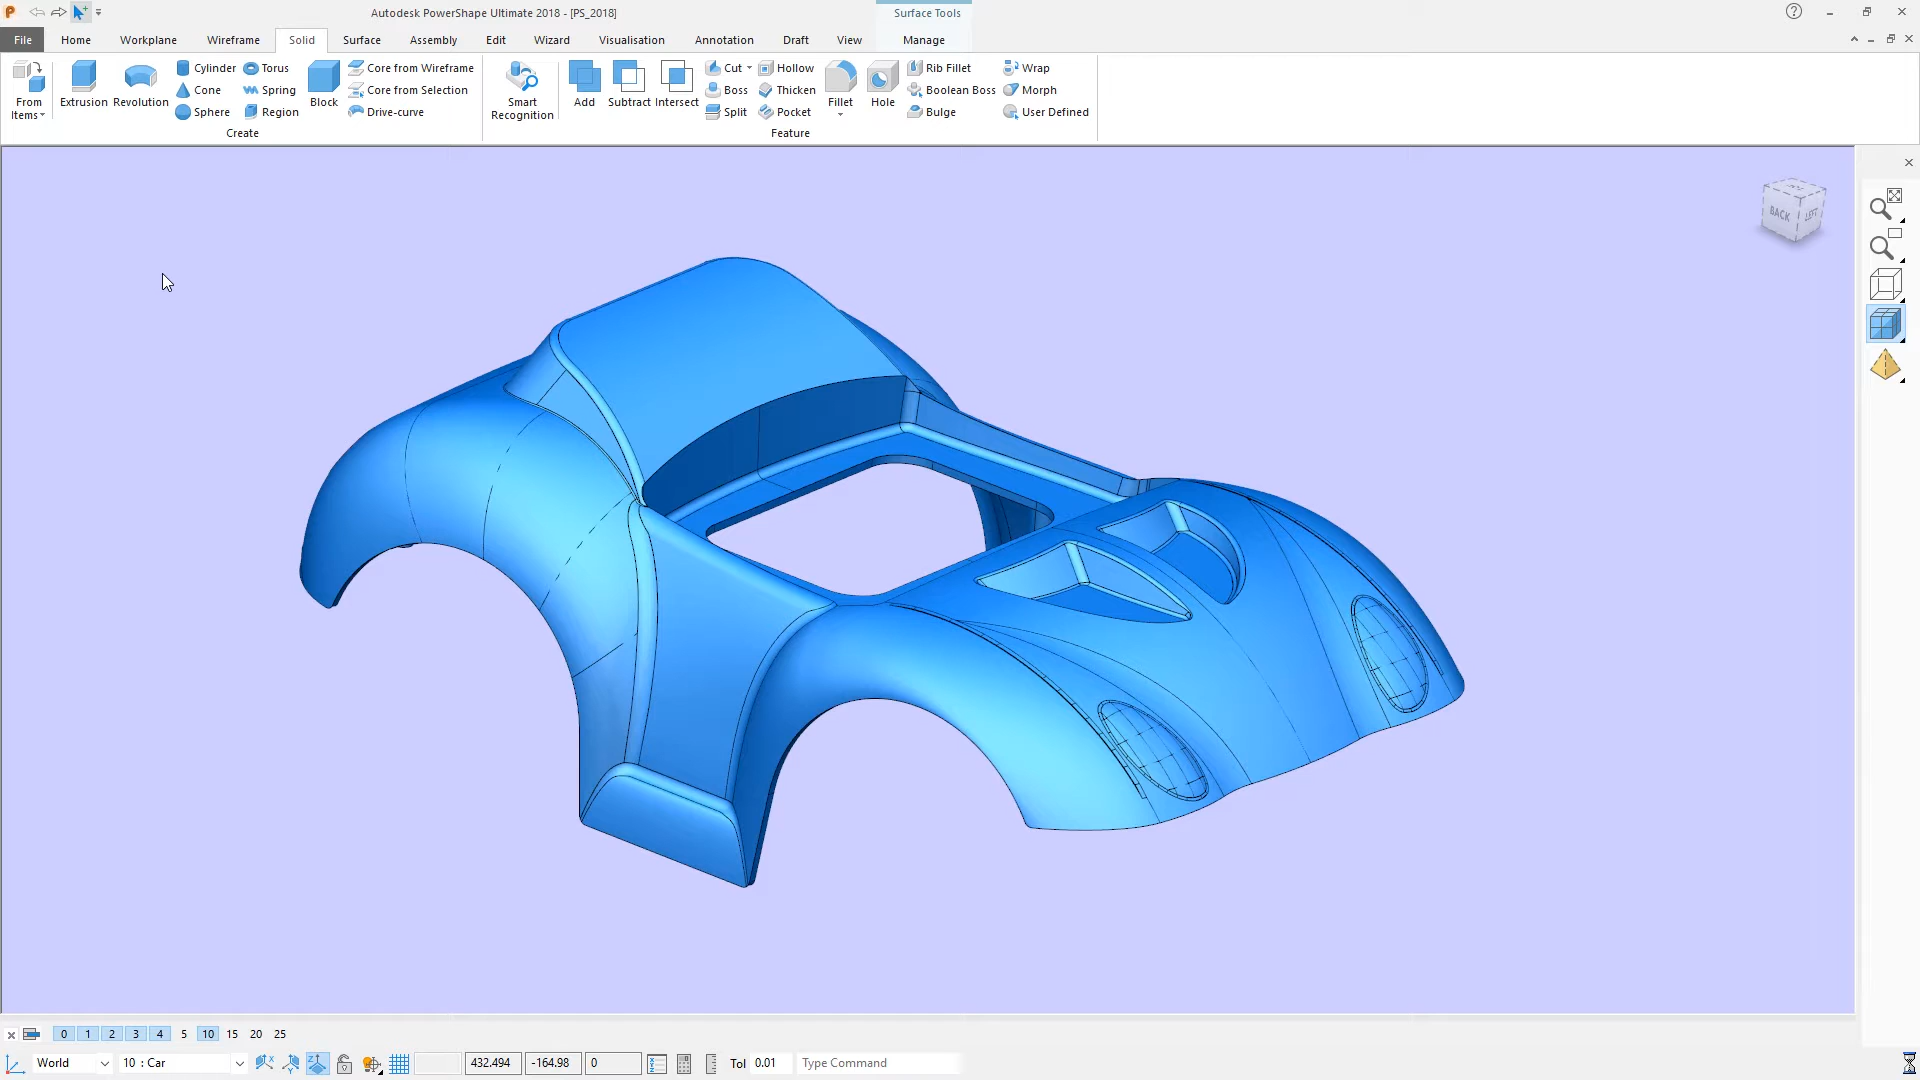 Autodesk PowerShape Ultimate 2018 - [PS_2018]
Surface Tools
File Home Workplane Wireframe Solid Surface Assembly Edit Wizard Visualisation Annotation Draft View Manage
From Items
Extrusion
Revolution
Cylinder
Cone
Sphere
Torus
Spring
Region
Block
Core from Wireframe
Core from Selection
Drive-curve
Create
Smart Recognition
Add
Subtract
Intersect
Cut
Boss
Split
Hollow
Thicken
Pocket
Fillet
Hole
Rib Fillet
Boolean Boss
Bulge
Wrap
Morph
User Defined
Feature
BACK
LEFT
0 1 2 3 4 5 10 15 20 25
World 10 : Car 432.494 -164.98 0 Tol 0.01 Type Command